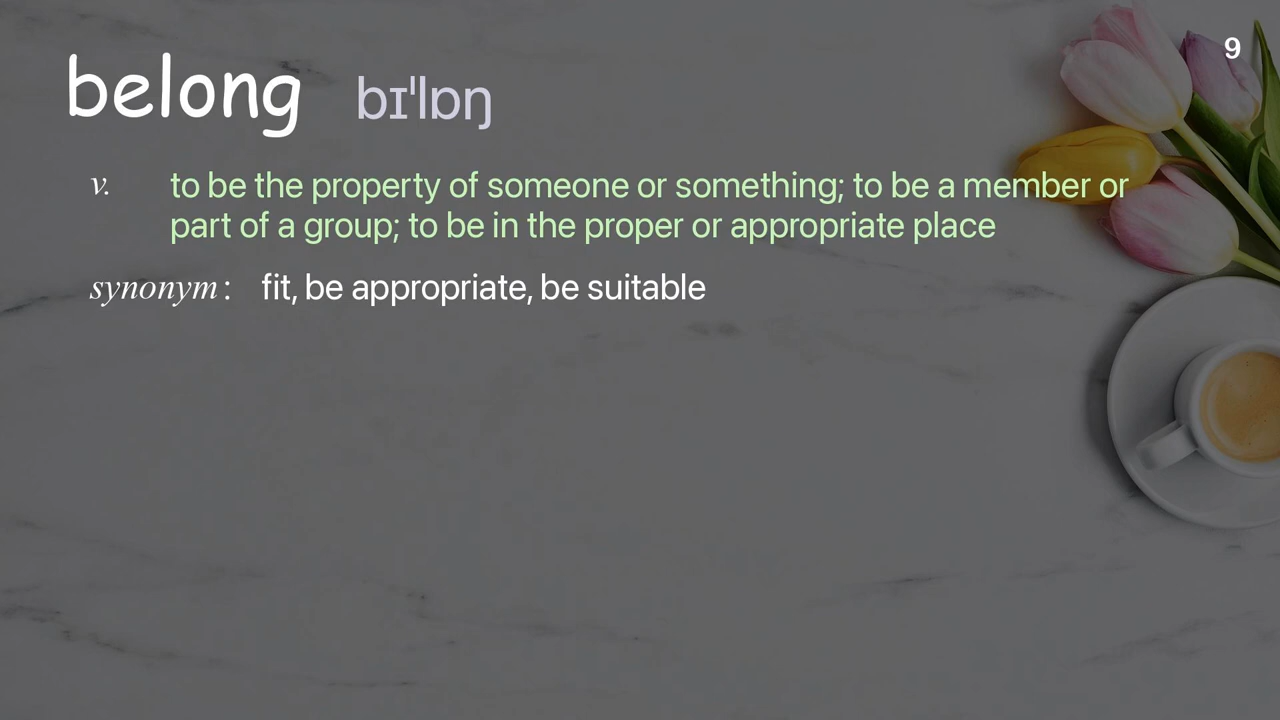 9
belong bɪˈlɒŋ
v. to be the property of someone or something; to be a member or
part of a group; to be in the proper or appropriate place
synonym: fit, be appropriate, be suitable